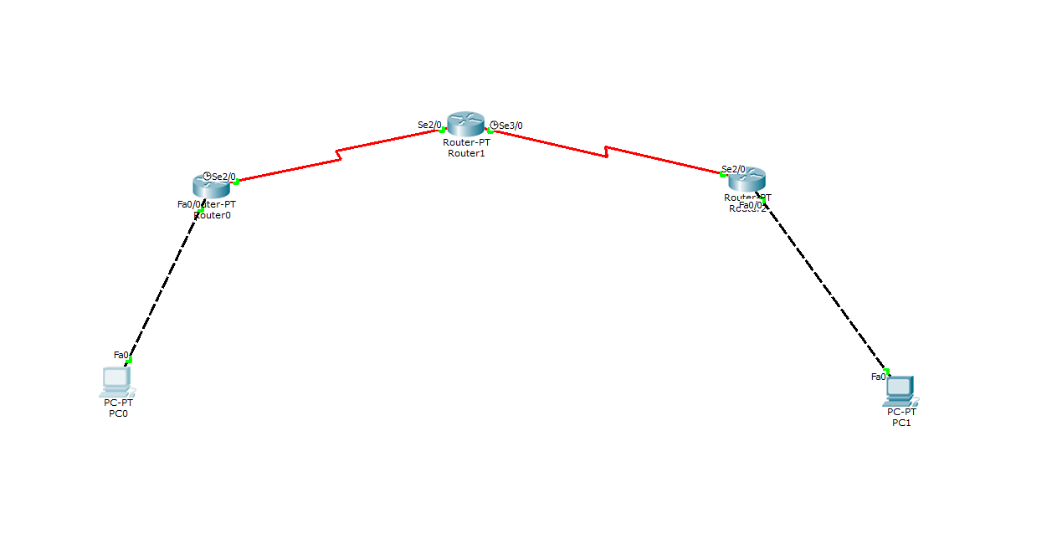 Se2/0
Se3/0
Router-PT
Router1
Se2/0
Se2/0
Fa0/0
Router0
Fa0/0
Fa0
PC-PT
PC0
Fa0
PC-PT
PC1